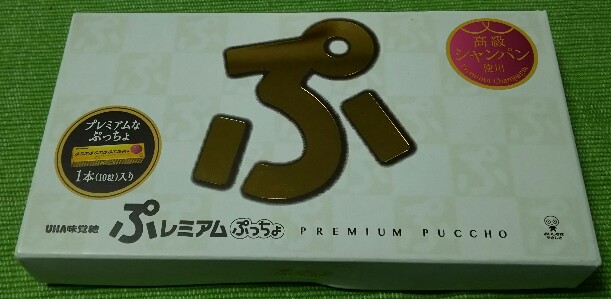 ぷ
高級
シャンパン
使用
プレミアムな
ぷっちょ
1本(10粒)入り
UHA味覚糖 ぷレミアム ぷっちょ PREMIUM PUCCHO